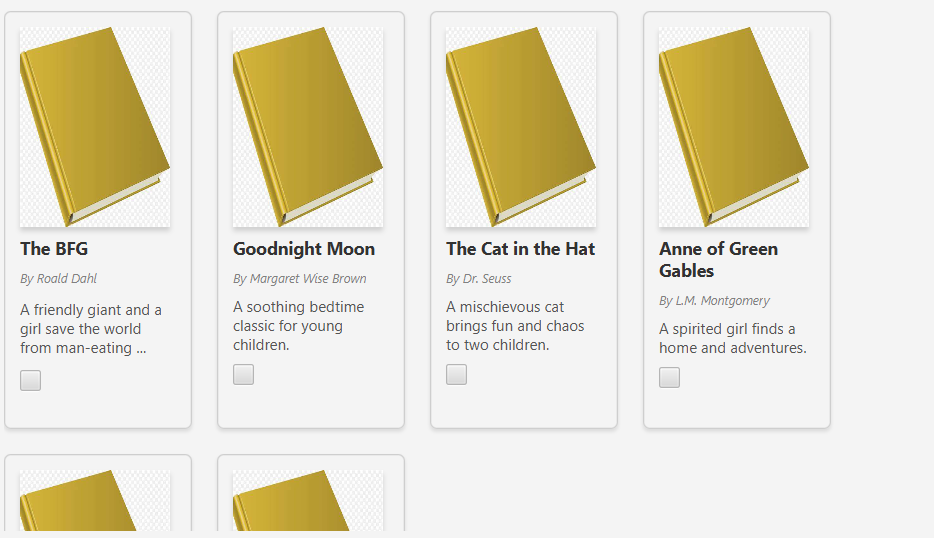 The BFG
By Roald Dahl
A friendly giant and a
girl save the world
from man-eating ...
Goodnight Moon
By Margaret Wise Brown
A soothing bedtime
classic for young
children.
The Cat in the Hat
By Dr. Seuss
A mischievous cat
brings fun and chaos
to two children.
Anne of Green
Gables
By L.M. Montgomery
A spirited girl finds a
home and adventures.